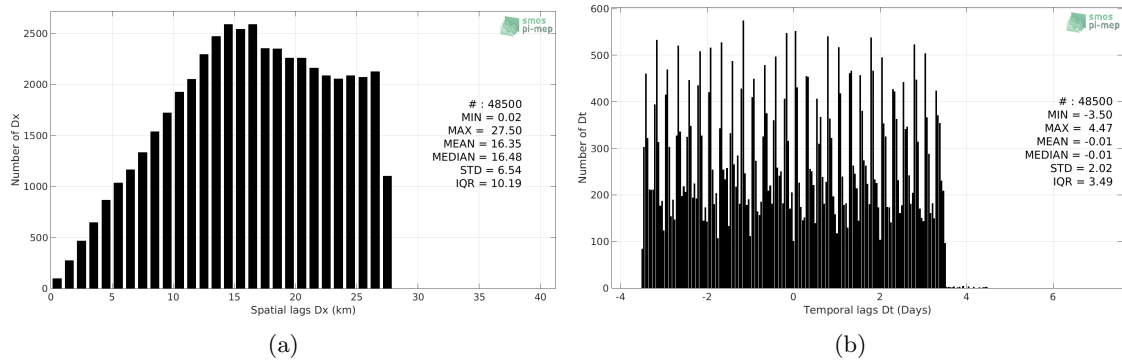 smos
pi-mep
Number of Dx
2500
2000
1500
1000
500
0
# : 48500
MIN = 0.02
MAX = 27.50
MEAN = 16.35
MEDIAN = 16.48
STD = 6.54
IQR = 10.19
0 5 10 15 20 25 30 35 40
Spatial lags Dx (km)
(a)
smos
pi-mep
Number of Dt
600
500
400
300
200
100
0
# : 48500
MIN = -3.50
MAX = 4.47
MEAN = -0.01
MEDIAN = -0.01
STD = 2.02
IQR = 3.49
-4 -2 0 2 4 6
Temporal lags Dt (Days)
(b)